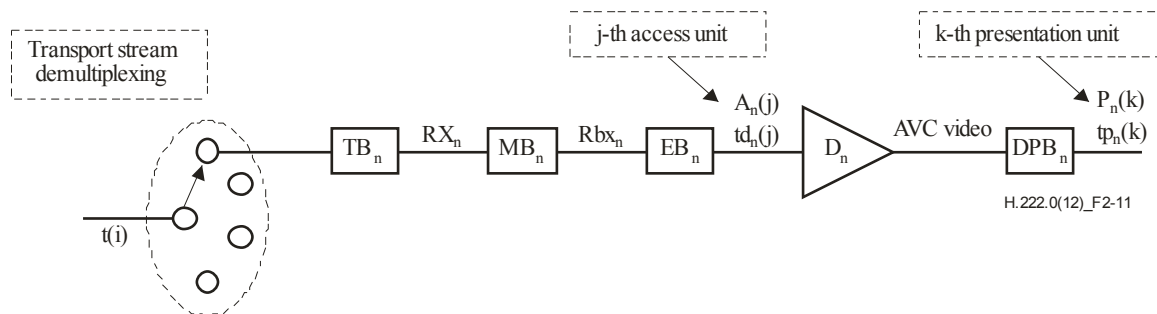 Transport stream
demultiplexing
j-th access unit
k-th presentation unit
A_n(j)
td_n(j)
P_n(k)
tp_n(k)
TB_n
RX_n
MB_n
Rbx_n
EB_n
D_n
AVC video
DPB_n
t(i)
H.222.0(12)_F2-11